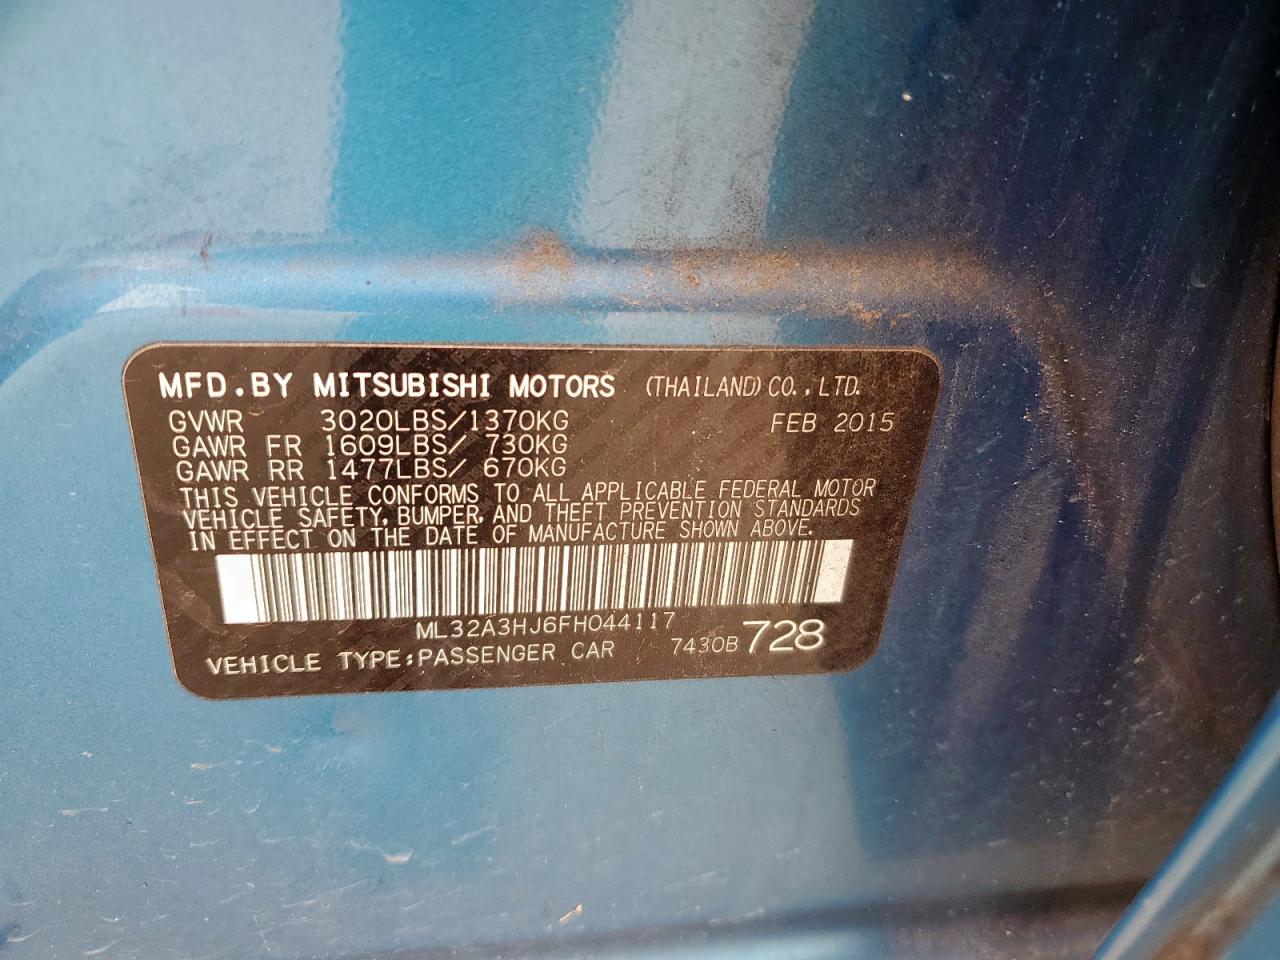 MFD.BY MITSUBISHI MOTORS (THAILAND) CO., LTD.
GVWR 3020LBS/1370KG FEB 2015
GAWR FR 1609LBS/ 730KG
GAWR RR 1477LBS/ 670KG
THIS VEHICLE CONFORMS TO ALL APPLICABLE FEDERAL MOTOR
VEHICLE SAFETY, BUMPER, AND THEFT PREVENTION STANDARDS
IN EFFECT ON THE DATE OF MANUFACTURE SHOWN ABOVE.
ML32A3HJ6FH044117
VEHICLE TYPE:PASSENGER CAR 7430B 728